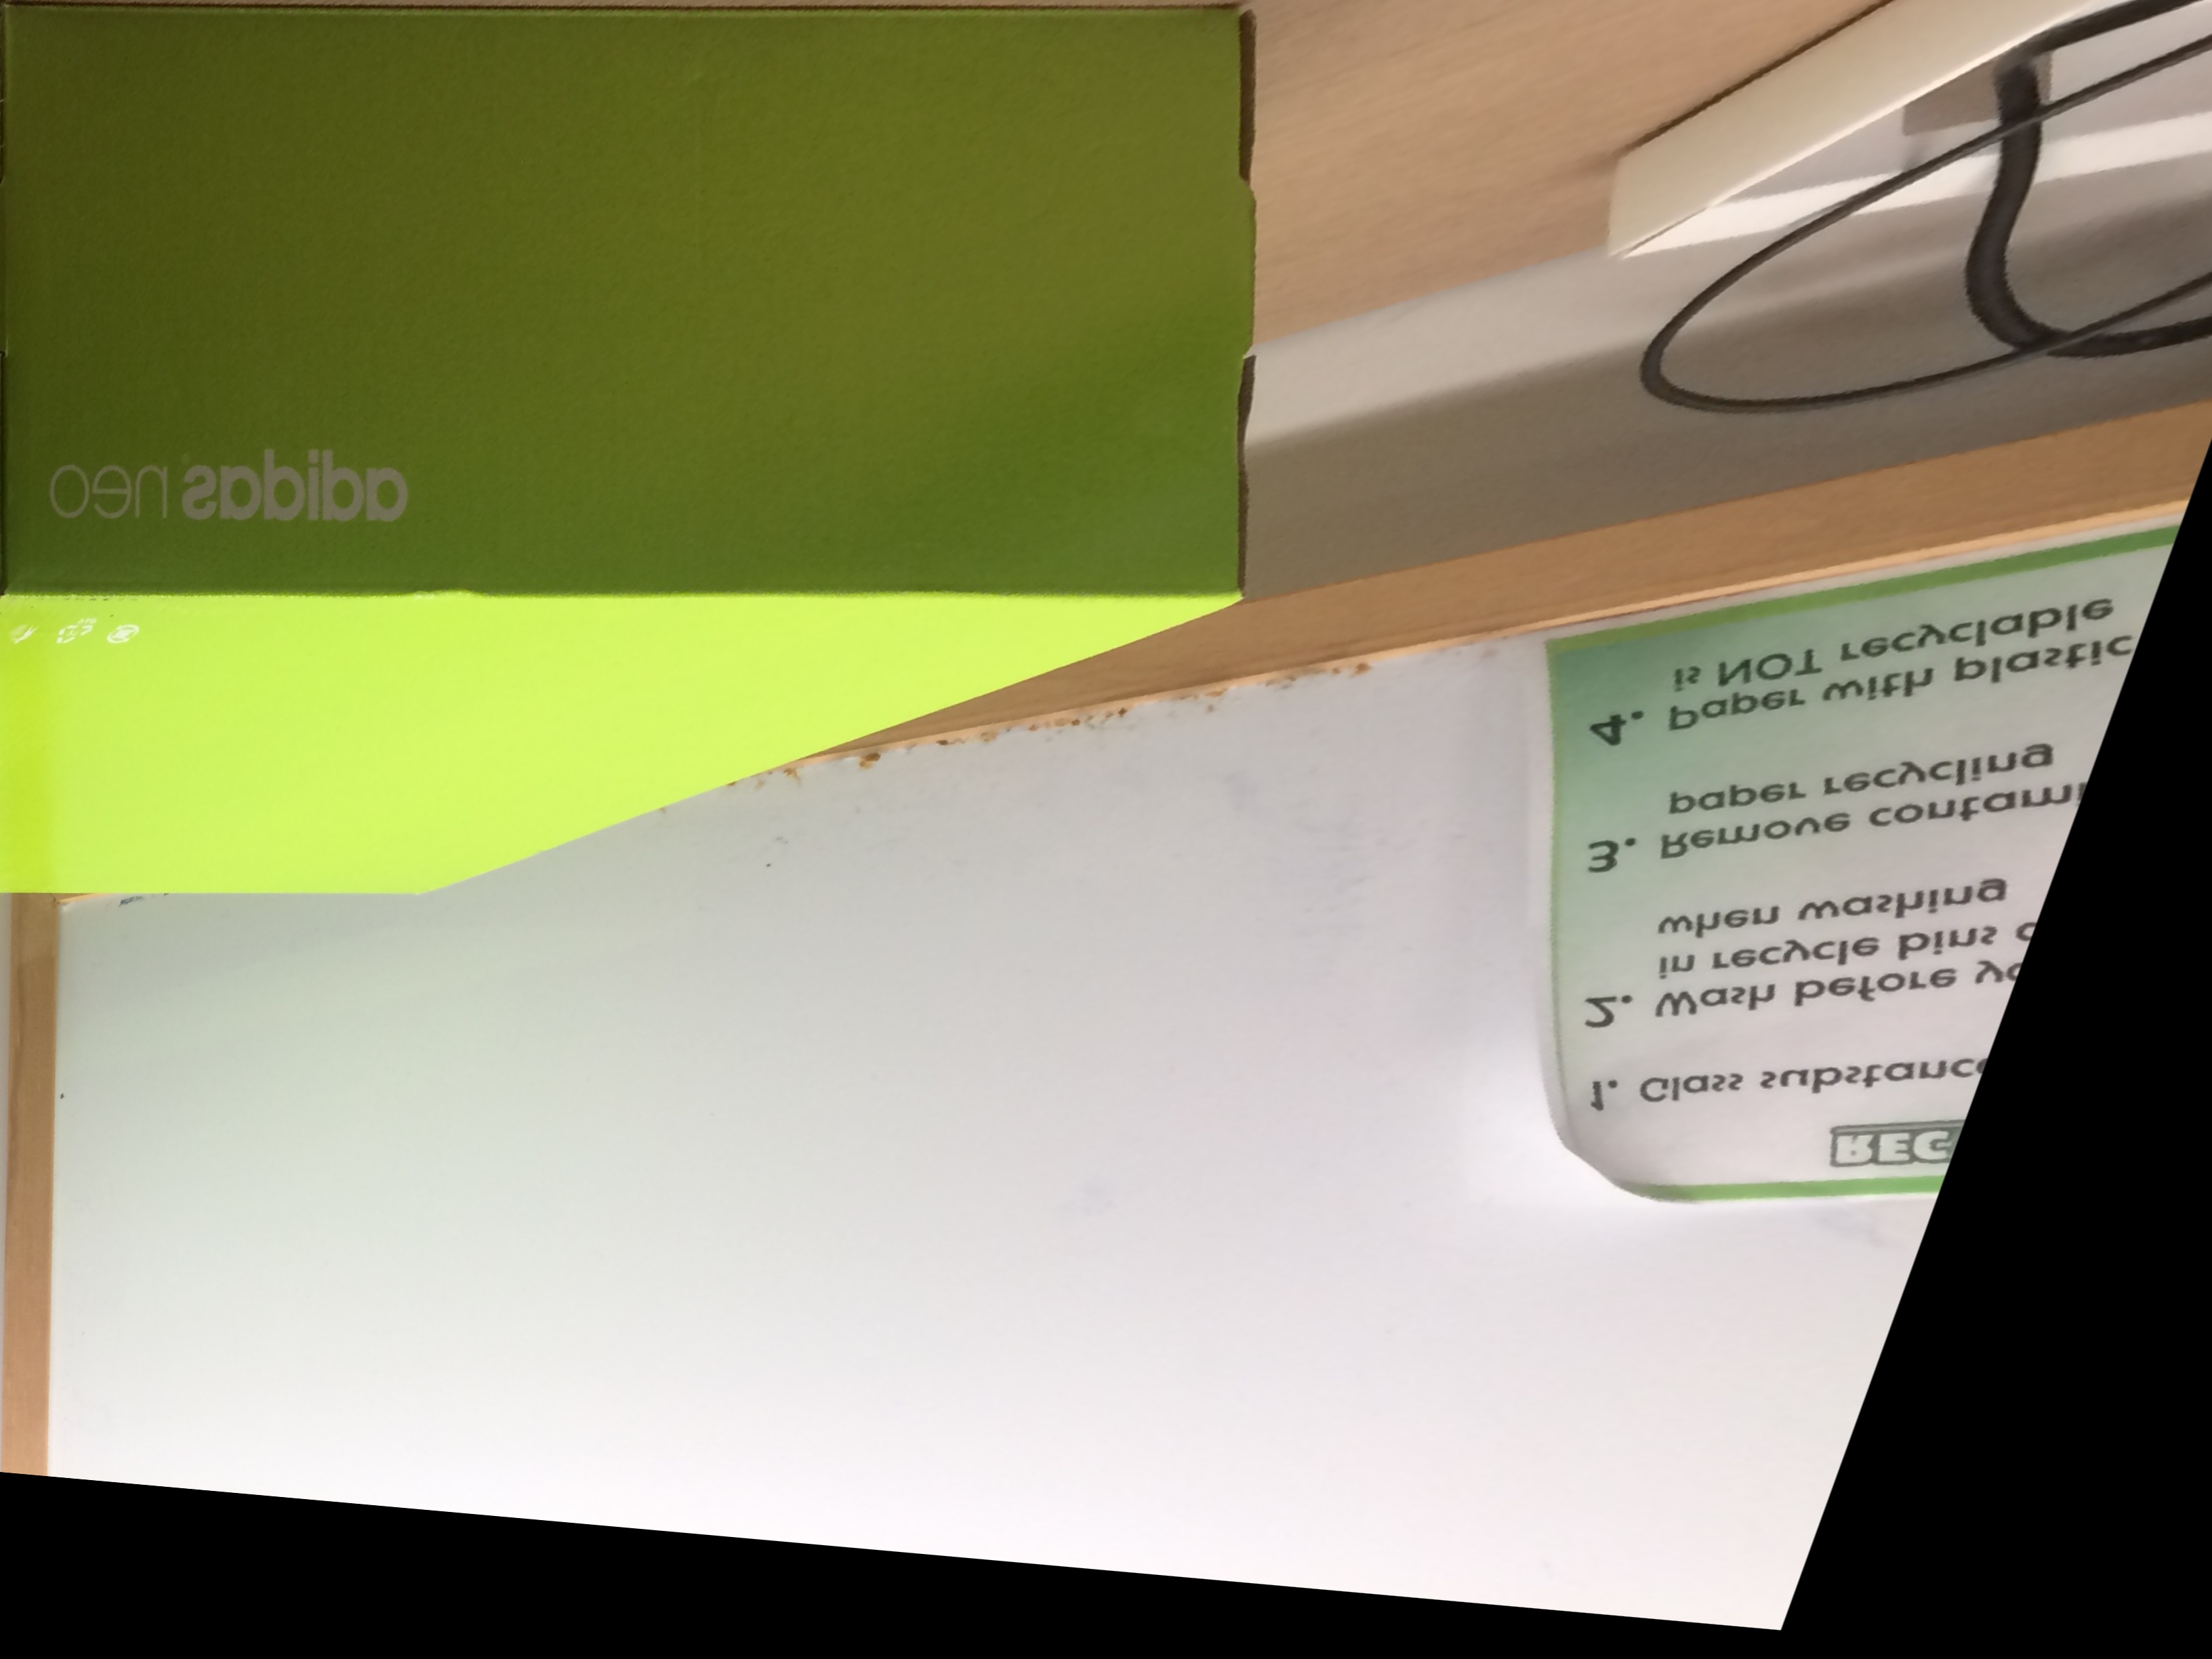 adidas neo
REC
1. Glass substanc
2. Wash before yo
in recycle bins
when washing
3. Remove contami
paper recycling
4. Paper with plastic
is NOT recyclable